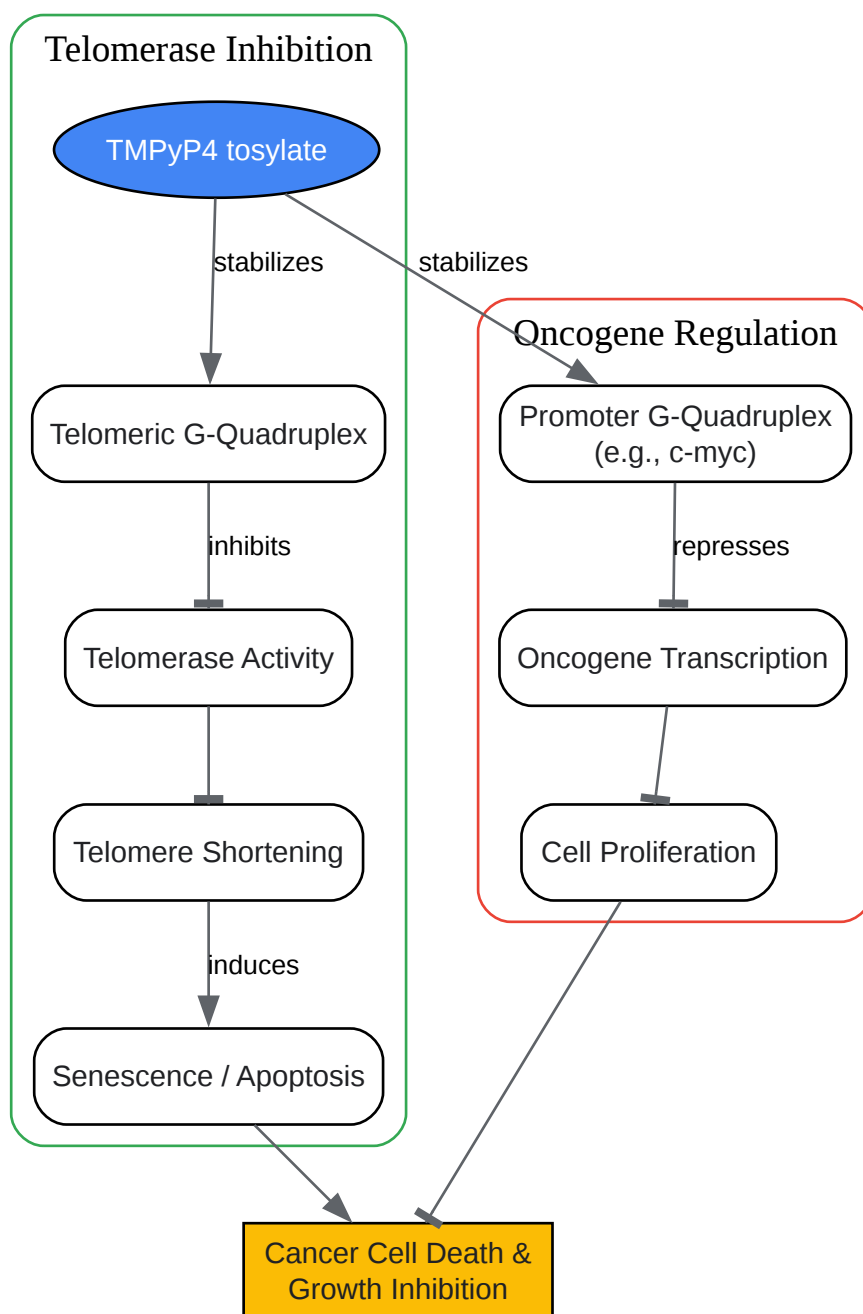 Telomerase Inhibition
TMPyP4 tosylate
stabilizes
stabilizes
Oncogene Regulation
Telomeric G-Quadruplex
Promoter G-Quadruplex
(e.g., c-myc)
inhibits
represses
Telomerase Activity
Oncogene Transcription
Telomere Shortening
Cell Proliferation
induces
Senescence / Apoptosis
Cancer Cell Death &
Growth Inhibition